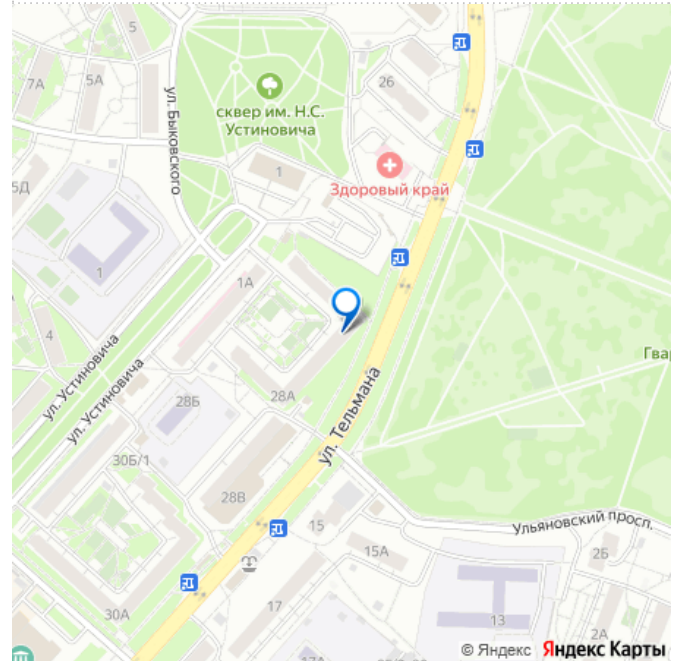 5
7А
5А
ул. Быковского
сквер им. Н.С.
Устиновича
26
1
Здоровый край
5Д
1
1А
4
ул. Устиновича
ул. Устиновича
28А
28Б
ул. Тельмана
Гва
30Б/1
28В
15
15А
Ульяновский просп.
2Б
17
13
30А
2А
17А
© Яндекс Яндекс Карты